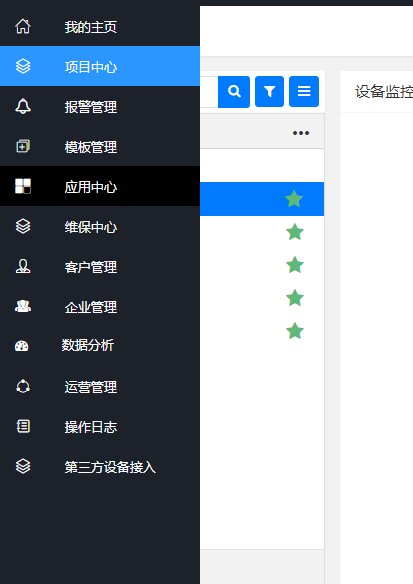 我的主页
项目中心
报警管理
模板管理
应用中心
维保中心
客户管理
企业管理
数据分析
运营管理
操作日志
第三方设备接入
设备监控